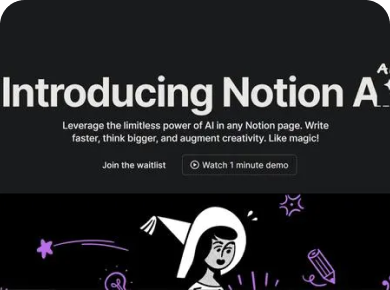 Introducing Notion A
Leverage the limitless power of AI in any Notion page. Write
faster, think bigger, and augment creativity. Like magic!
Join the waitlist
Watch 1 minute demo